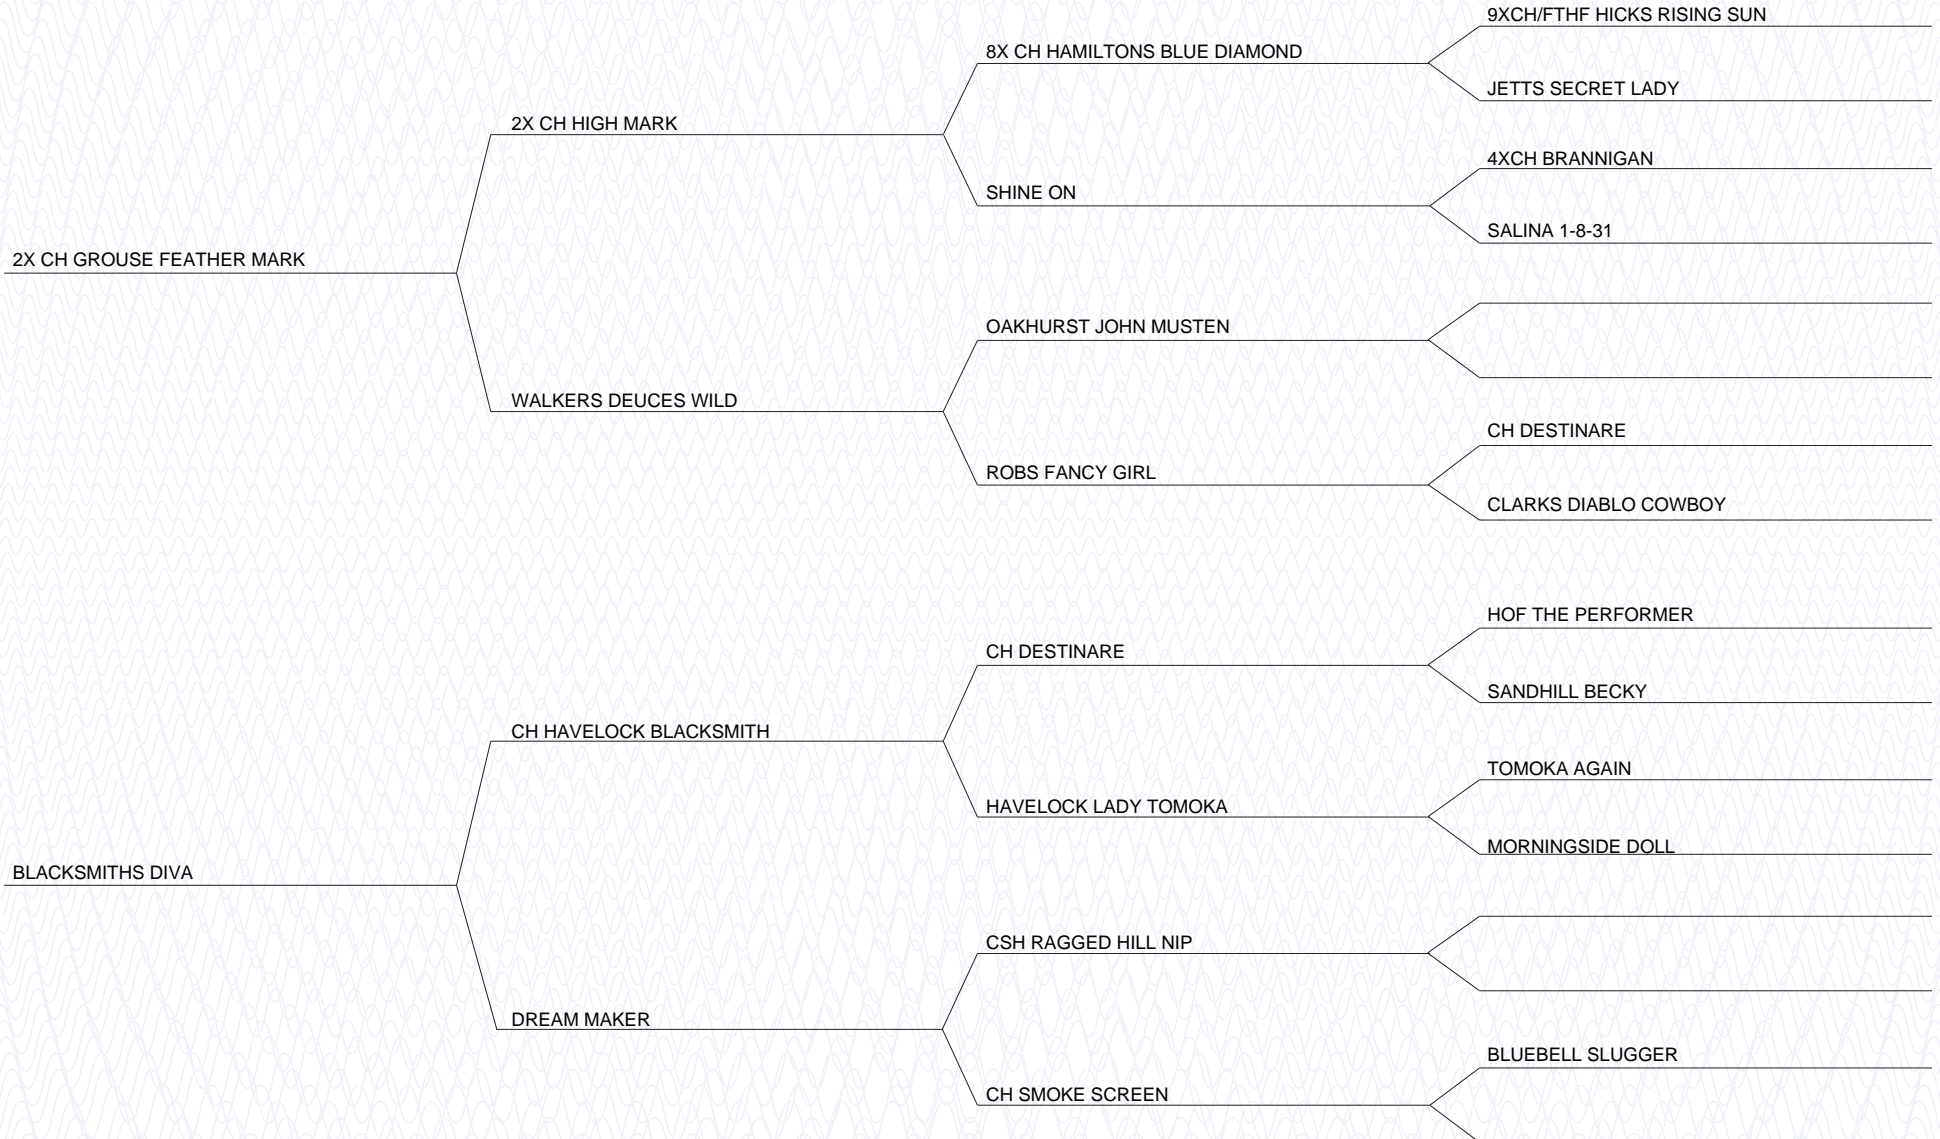 9XCH/FTHF HICKS RISING SUN
8X CH HAMILTONS BLUE DIAMOND
JETTS SECRET LADY
2X CH HIGH MARK
4XCH BRANNIGAN
SHINE ON
SALINA 1-8-31
2X CH GROUSE FEATHER MARK
OAKHURST JOHN MUSTEN
WALKERS DEUCES WILD
CH DESTINARE
ROBS FANCY GIRL
CLARKS DIABLO COWBOY
HOF THE PERFORMER
CH DESTINARE
SANDHILL BECKY
CH HAVELOCK BLACKSMITH
TOMOKA AGAIN
HAVELOCK LADY TOMOKA
MORNINGSIDE DOLL
BLACKSMITHS DIVA
CSH RAGGED HILL NIP
DREAM MAKER
BLUEBELL SLUGGER
CH SMOKE SCREEN